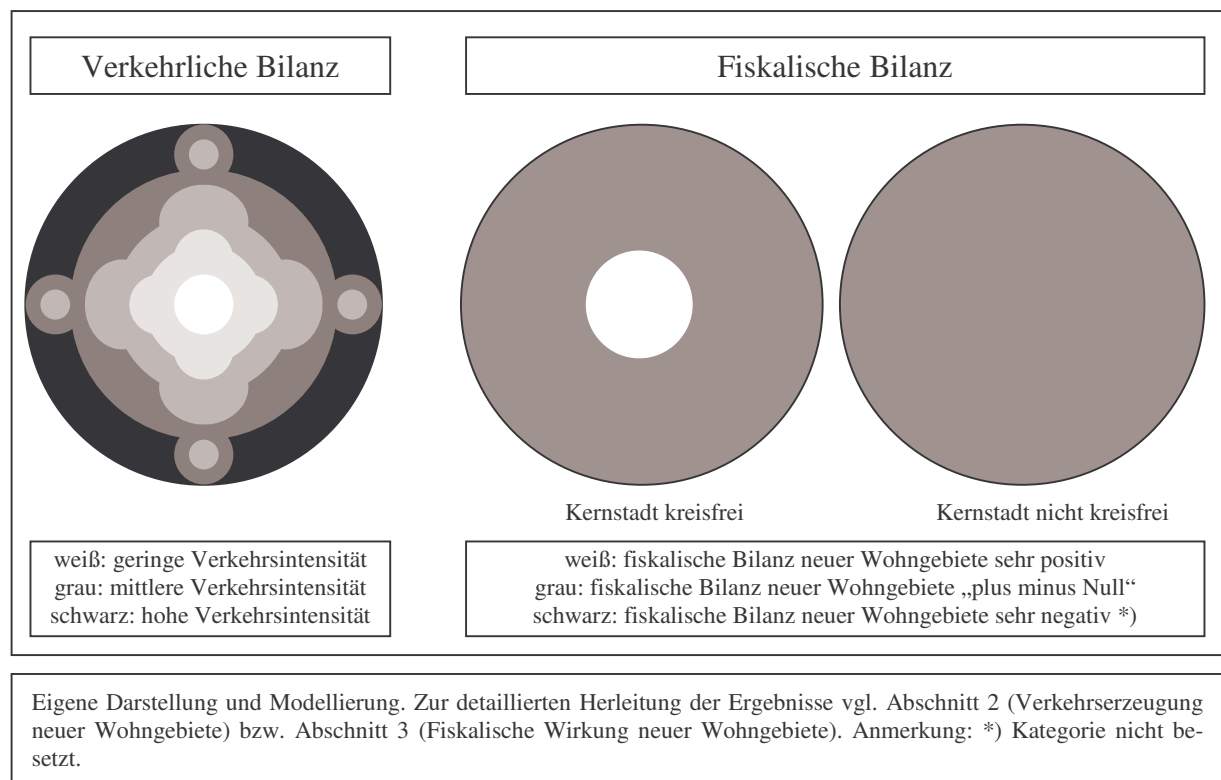 Verkehrliche Bilanz
Fiskalische Bilanz
Kernstadt kreisfrei
Kernstadt nicht kreisfrei
weiß: geringe Verkehrsintensität
grau: mittlere Verkehrsintensität
schwarz: hohe Verkehrsintensität
weiß: fiskalische Bilanz neuer Wohngebiete sehr positiv
grau: fiskalische Bilanz neuer Wohngebiete „plus minus Null“
schwarz: fiskalische Bilanz neuer Wohngebiete sehr negativ *)
Eigene Darstellung und Modellierung. Zur detaillierten Herleitung der Ergebnisse vgl. Abschnitt 2 (Verkehrserzeugung
neuer Wohngebiete) bzw. Abschnitt 3 (Fiskalische Wirkung neuer Wohngebiete). Anmerkung: *) Kategorie nicht be-
setzt.